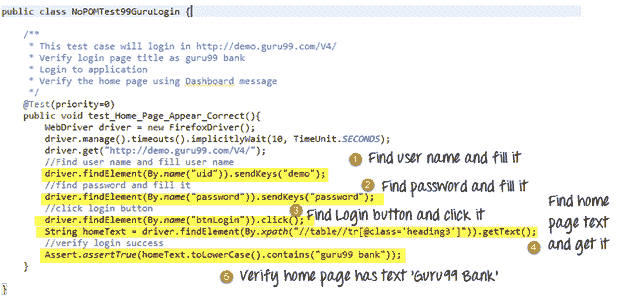 public class NoPOMTest99GuruLogin {
/**
* This test case will login in http://demo.guru99.com/V4/
* Verify login page title as guru99 bank
* Login to application
* Verify the home page using Dashboard message
*/
@Test(priority=0)
public void test_Home_Page_Appear_Correct(){
WebDriver driver = new FirefoxDriver();
driver.manage().timeouts().implicitlyWait(10, TimeUnit.SECONDS);
driver.get("http://demo.guru99.com/V4/");
//Find user name and fill user name
1 Find user name and fill it
driver.findElement(By.name("uid")).sendKeys("demo");
//find password and fill it
2 Find password and fill it
driver.findElement(By.name("password")).sendKeys("password");
//click login button
3 Find Login button and click it
driver.findElement(By.name("btnLogin")).click();
String homeText = driver.findElement(By.xpath("//table//tr[@class='heading3']")).getText();
Find home
page text
4 and get it
//verify login success
Assert.assertTrue(homeText.toLowerCase().contains("guru99 bank"));
5 Verify home page has text 'Guru99 Bank'
}
}